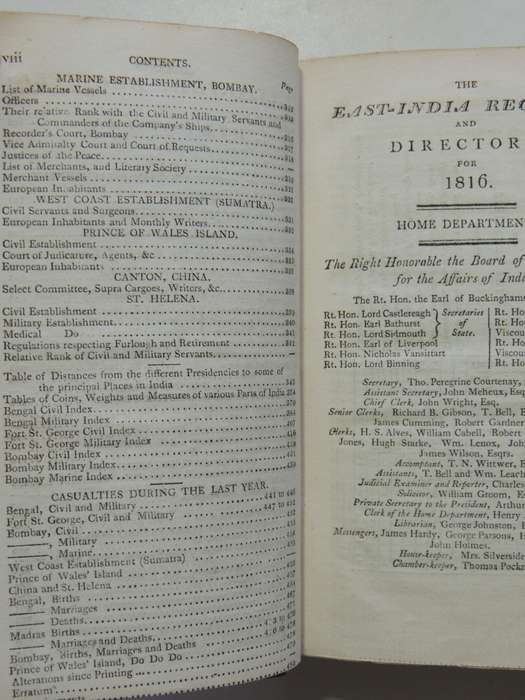 viii CONTENTS.
MARINE ESTABLISHMENT, BOMBAY. Page
List of Marine Vessels
Officers
Their relative Rank with the Civil and Military Servants and
Commanders of the Company's Ships,
Recorder's Court, Bombay
Vice Admiralty Court and Court of Requests
Justices of the Peace
List of Merchants, and Literary Society
Merchant Vessels
European Inhabitants
WEST COAST ESTABLISHMENT (SUMATRA.)
Civil Servants and Surgeons
European Inhabitants and Monthly Writers
PRINCE OF WALES ISLAND.
Civil Establishment
Court of Judicature, Agents, &c
European Inhabitants
CANTON, CHINA.
Select Committee, Supra Cargoes, Writers, &c
ST. HELENA.
Civil Establishment
Military Establishment
Medical Do
Regulations respecting Furlough and Retirement
Relative Rank of Civil and Military Servants
Table of Distances from the different Presidencies to some of
the principal Places in India
Tables of Coins, Weights and Measures of various Parts of India
Bengal Civil Index
Bengal Military Index
Fort St. George Civil Index
Fort St. George Military Index
Bombay Civil Index
Bombay Military Index
Bombay Marine Index
CASUALTIES DURING THE LAST YEAR.
Bengal, Civil and Military
Fort St. George, Civil and Military
Bombay, Civil
——, Military
——, Marine
West Coast Establishment (Sumatra)
Prince of Wales' Island
China and St. Helena
Bengal, Births
—— Marriages
—— Deaths
Madras Births
—— Marriages and Deaths
Bombay, Births, Marriages and Deaths
Prince of Wales' Island, Do Do Do
Alterations since Printing
Erratum
THE
EAST-INDIA
AND
DIRECTOR
FOR
1816.
HOME DEPARTMEN
The Right Honorable the Board of
for the Affairs of Ind
The Rt. Hon. the Earl of Buckinghams
Rt. Hon. Lord Castlereagh Secretaries Rt. Hon.
Rt. Hon. Earl Bathurst of Rt. Hon.
Rt. Hon. Lord Sidmouth State. Viscou
Rt. Hon. Earl of Liverpool Rt. Hon.
Rt. Hon. Nicholas Vansittart Viscou
Rt. Hon. Lord Binning Rt. Hon.
Secretary, Tho. Peregrine Courtenay,
Assistant Secretary, John Meheux, Esq
Chief Clerk, John Wright, Esq.
Senior Clerks, Richard B. Gibson, T. Bell, E
James Cumming, Robert Gardner
Clerks, H. S. Alves, William Cabell, Robert
Jones, Hugh Starke, Wm. Lenox, John
James Wilson, Esqrs.
Accomptant, T. N. Wittwer, E
Assistants, T. Bell and Wm. Leach
Judicial Examiner and Reporter, Charles
Solicitor, William Groom, E
Private Secretary to the President, Arthur
Clerk of the Home Department, Henry
Librarian, George Johnston, E
Messengers, James Hardy, George Parsons, H
John Holmes.
House-keeper, Mrs. Silverside
Chamber-keeper, Thomas Pock